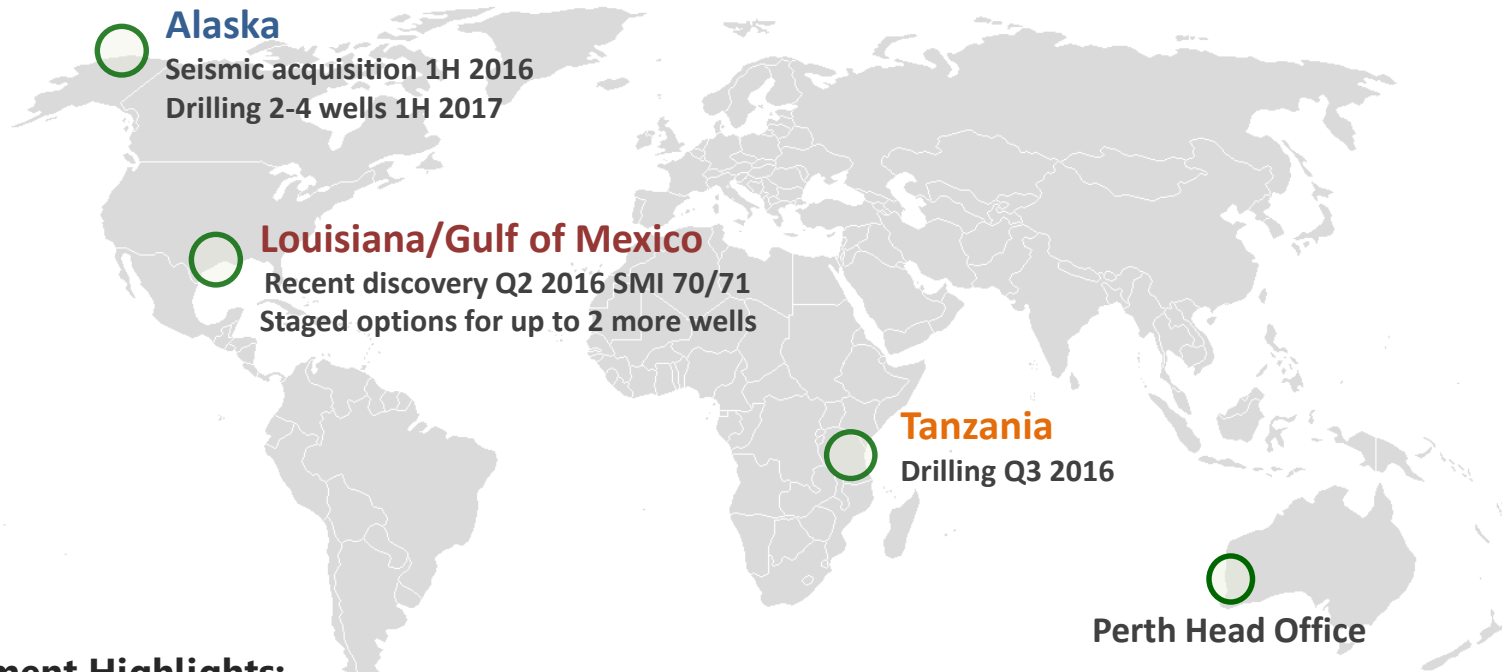 Alaska
Seismic acquisition 1H 2016
Drilling 2-4 wells 1H 2017
Louisiana/Gulf of Mexico
Recent discovery Q2 2016 SMI 70/71
Staged options for up to 2 more wells
Tanzania
Drilling Q3 2016
Perth Head Office
Highlights: